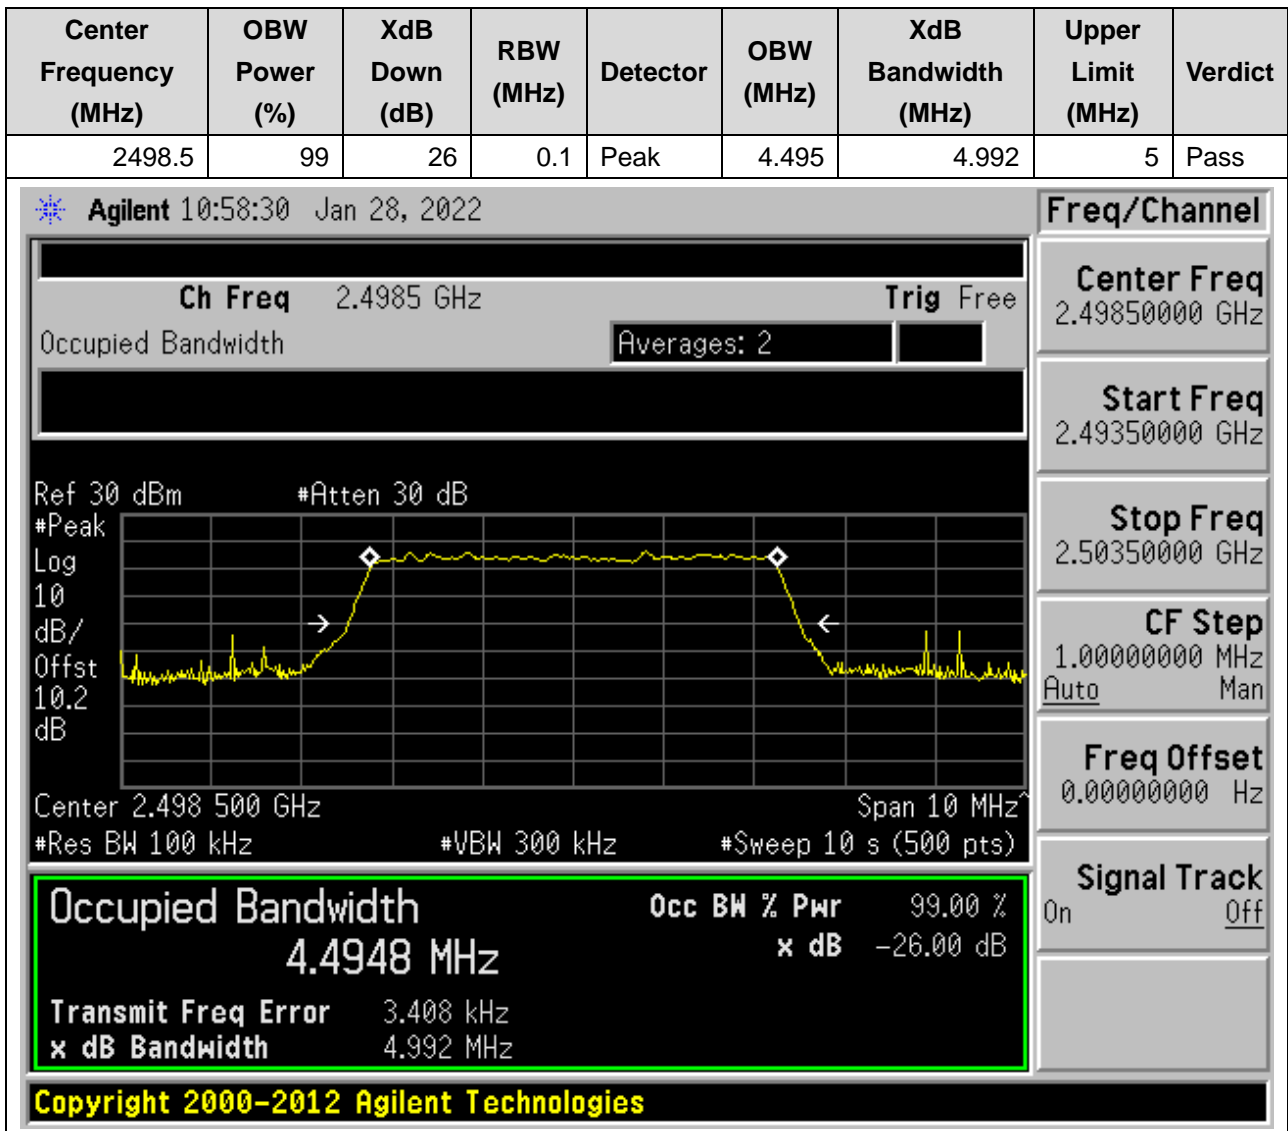 Center Frequency (MHz) OBW Power (%) XdB Down (dB) RBW (MHz) Detector OBW (MHz) XdB Bandwidth (MHz) Upper Limit (MHz) Verdict
2498.5 99 26 0.1 Peak 4.495 4.992 5 Pass
Agilent 10:58:30 Jan 28, 2022
Freq/Channel
Ch Freq 2.4985 GHz Trig Free
Occupied Bandwidth Averages: 2
Center Freq
2.49850000 GHz
Start Freq
2.49350000 GHz
Stop Freq
2.50350000 GHz
CF Step
1.00000000 MHz
Auto Man
Freq Offset
0.00000000 Hz
Signal Track
On Off
Ref 30 dBm #Atten 30 dB
#Peak
Log
10
dB/
Offst
10.2
dB
Center 2.498 500 GHz Span 10 MHz^
#Res BW 100 kHz #VBW 300 kHz #Sweep 10 s (500 pts)
Occupied Bandwidth
4.4948 MHz
Occ BW % Pwr 99.00 %
x dB -26.00 dB
Transmit Freq Error 3.408 kHz
x dB Bandwidth 4.992 MHz
Copyright 2000-2012 Agilent Technologies